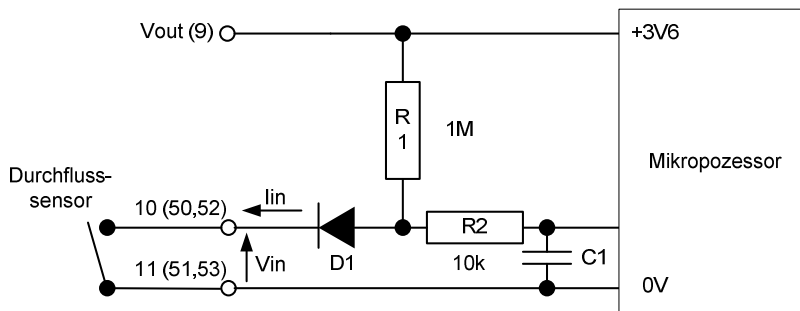 Vout (9)
+3V6
R
1
1M
Mikropozessor
Durchfluss-
sensor
10 (50,52)
Iin
R2
11 (51,53)
Vin
D1
10k
C1
0V